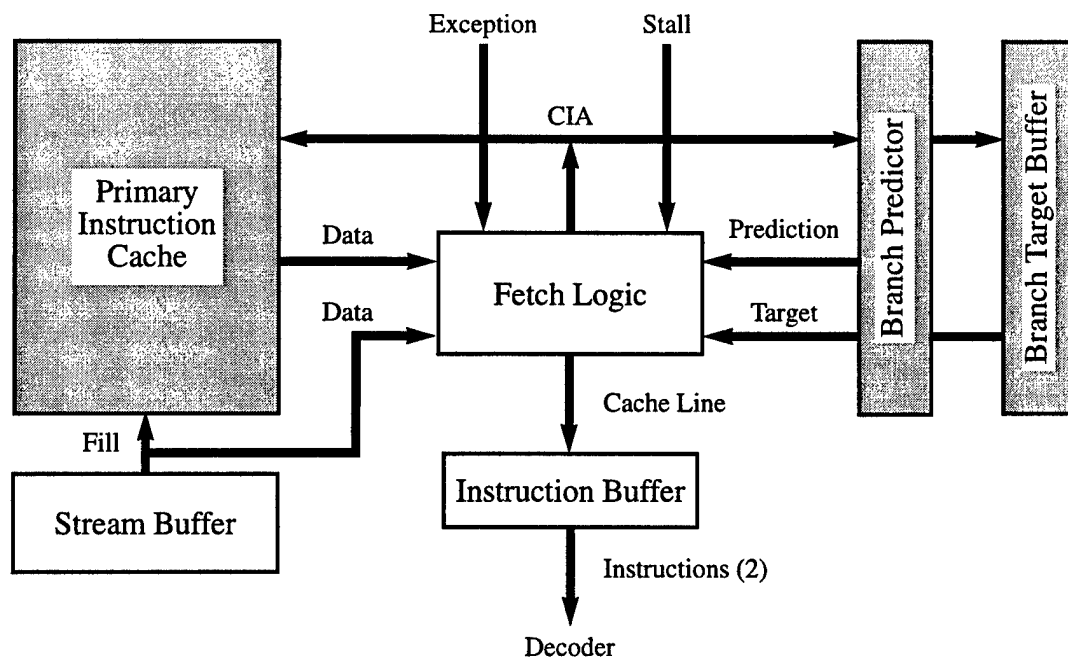 Exception
Stall
CIA
Primary
Instruction
Cache
Data
Data
Fetch Logic
Prediction
Target
Branch Predictor
Branch Target Buffer
Cache Line
Fill
Stream Buffer
Instruction Buffer
Instructions (2)
Decoder